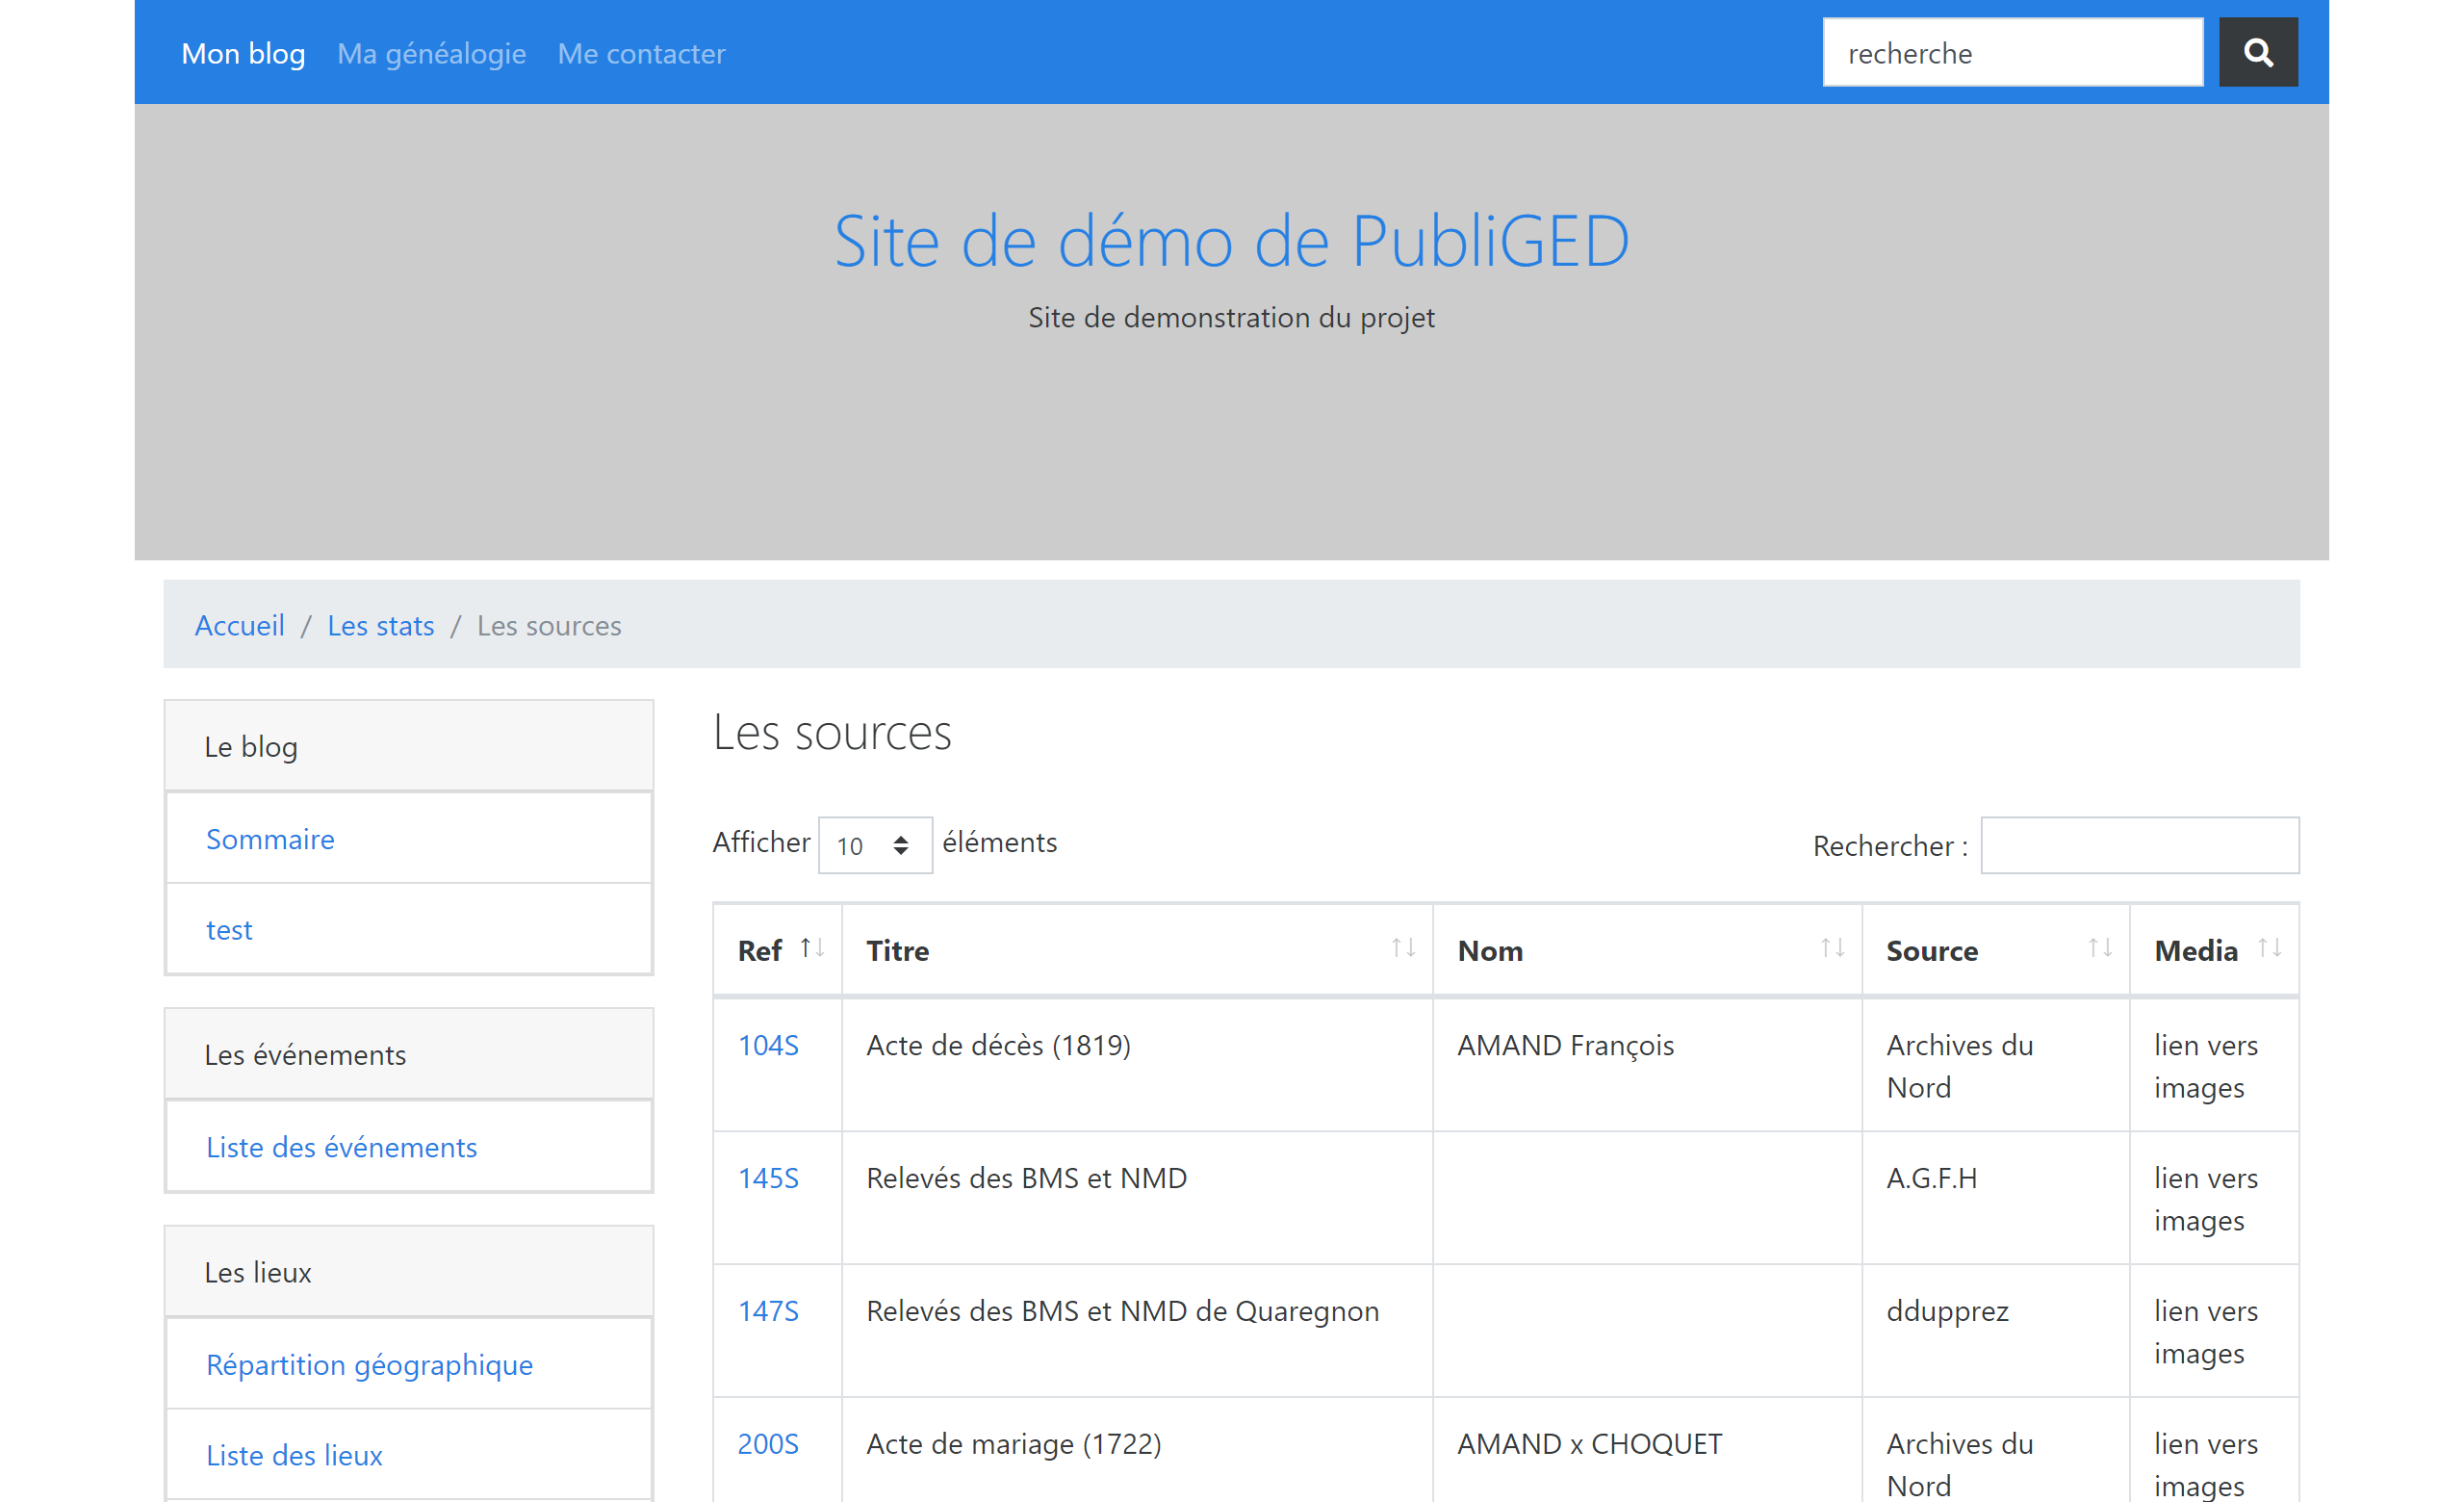 Mon blog Ma généalogie Me contacter recherche
Site de démo de PubliGED
Site de demonstration du projet
Accueil / Les stats / Les sources
Le blog
Sommaire
test
Les événements
Liste des événements
Les lieux
Répartition géographique
Liste des lieux
Les sources
Afficher 10 éléments Rechercher :
Ref Titre Nom Source Media
104S Acte de décès (1819) AMAND François Archives du Nord lien vers images
145S Relevés des BMS et NMD A.G.F.H lien vers images
147S Relevés des BMS et NMD de Quaregnon ddupprez lien vers images
200S Acte de mariage (1722) AMAND x CHOQUET Archives du Nord lien vers images